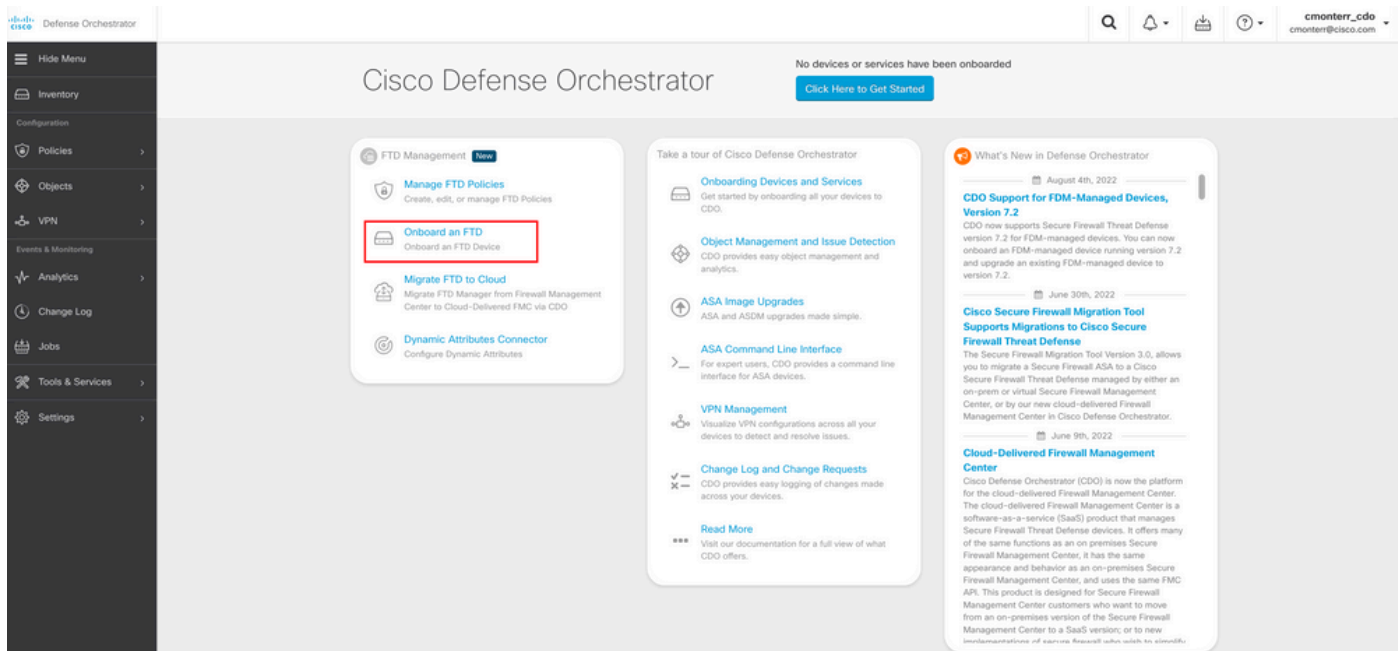 cisco Defense Orchestrator
cmonterr_cdo
cmonterr@cisco.com
Hide Menu
Inventory
Configuration
Policies
Objects
VPN
Events & Monitoring
Analytics
Change Log
Jobs
Tools & Services
Settings
Cisco Defense Orchestrator
No devices or services have been onboarded
Click Here to Get Started
FTD Management New
Manage FTD Policies
Create, edit, or manage FTD Policies
Onboard an FTD
Onboard an FTD Device
Migrate FTD to Cloud
Migrate FTD Manager from Firewall Management
Center to Cloud-Delivered FMC via CDO
Dynamic Attributes Connector
Configure Dynamic Attributes
Take a tour of Cisco Defense Orchestrator
Onboarding Devices and Services
Get started by onboarding all your devices to
CDO.
Object Management and Issue Detection
CDO provides easy object management and
analytics.
ASA Image Upgrades
ASA and ASDM upgrades made simple.
ASA Command Line Interface
For expert users, CDO provides a command line
interface for ASA devices.
VPN Management
Visualize VPN configurations across all your
devices to detect and resolve issues.
Change Log and Change Requests
CDO provides easy logging of changes made
across your devices.
Read More
Visit our documentation for a full view of what
CDO offers.
What's New in Defense Orchestrator
August 4th, 2022
CDO Support for FDM-Managed Devices,
Version 7.2
CDO now supports Secure Firewall Threat Defense
version 7.2 for FDM-managed devices. You can now
onboard an FDM-managed device running version 7.2
and upgrade an existing FDM-managed device to
version 7.2.
June 30th, 2022
Cisco Secure Firewall Migration Tool
Supports Migrations to Cisco Secure
Firewall Threat Defense
The Secure Firewall Migration Tool Version 3.0, allows
you to migrate a Secure Firewall ASA to a Cisco
Secure Firewall Threat Defense managed by either an
on-prem or virtual Secure Firewall Management
Center, or by our new cloud-delivered Firewall
Management Center in Cisco Defense Orchestrator.
June 9th, 2022
Cloud-Delivered Firewall Management
Center
Cisco Defense Orchestrator (CDO) is now the platform
for the cloud-delivered Firewall Management Center.
The cloud-delivered Firewall Management Center is a
software-as-a-service (SaaS) product that manages
Secure Firewall Threat Defense devices. It offers many
of the same functions as an on premises Secure
Firewall Management Center, it has the same
appearance and behavior as an on-premises Secure
Firewall Management Center, and uses the same FMC
API. This product is designed for Secure Firewall
Management Center customers who want to move
from an on-premises version of the Secure Firewall
Management Center to a SaaS version; or to new
implementations of secure firewall who wish to simplify